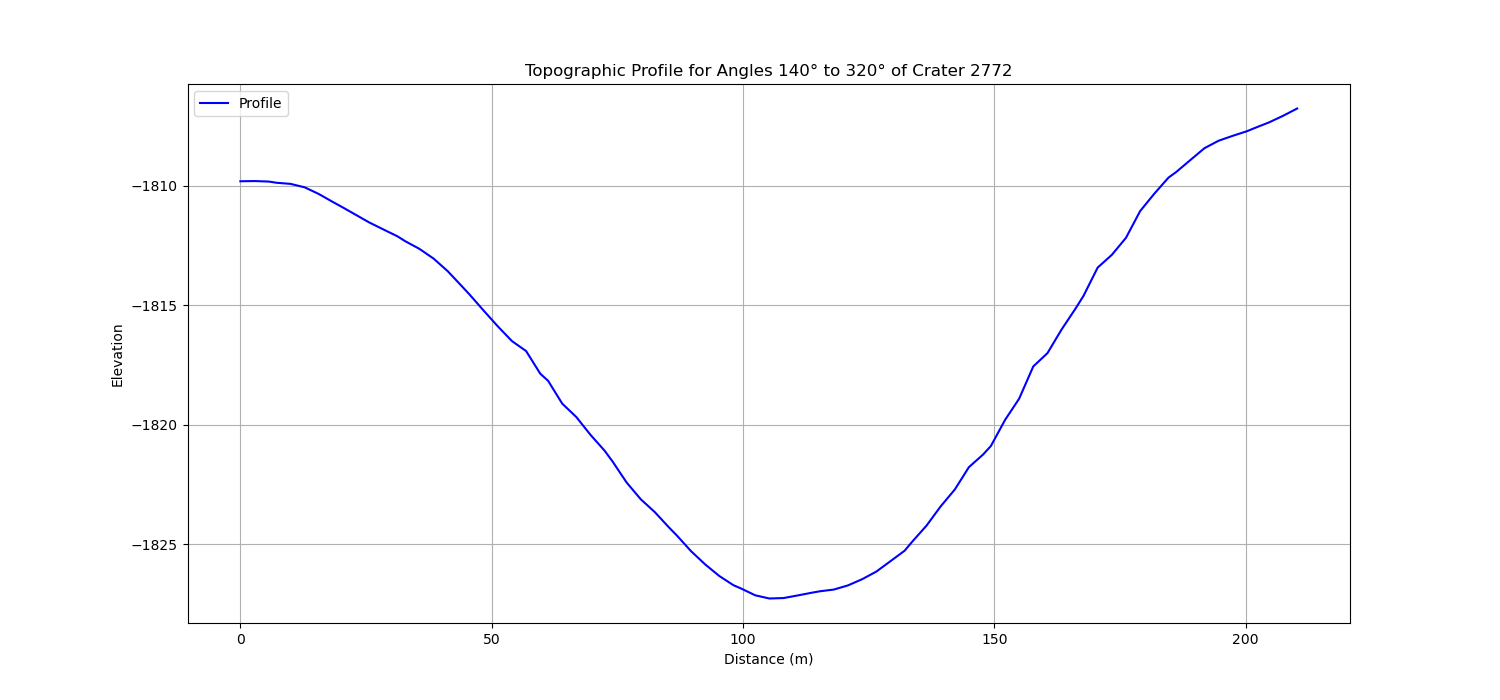 Topographic Profile for Angles 140° to 320° of Crater 2772
Profile
−1810
−1815
−1820
−1825
Elevation
0
50
100
150
200
Distance (m)